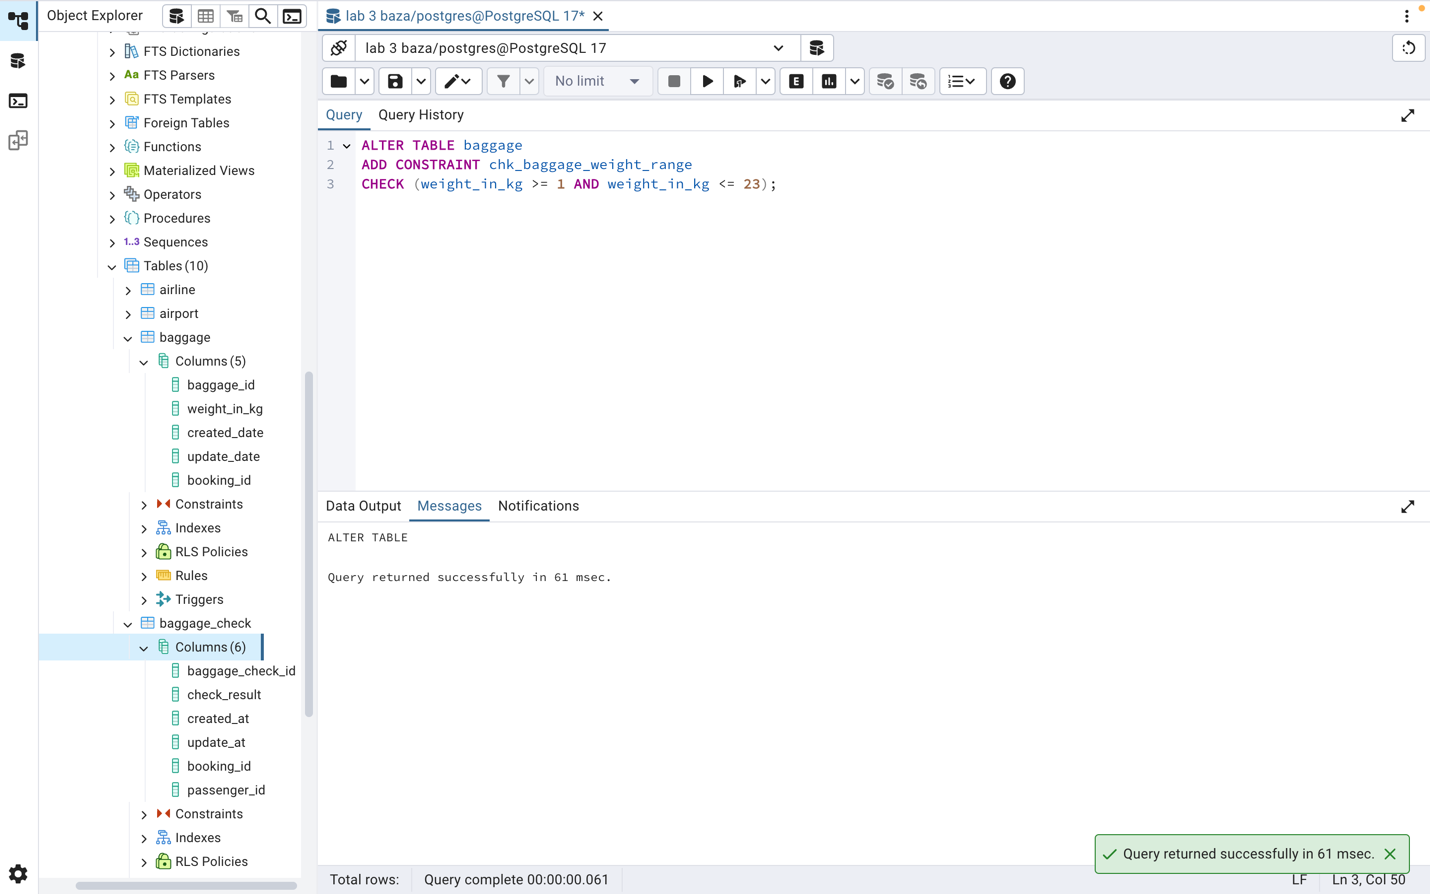 Object Explorer
FTS Dictionaries
Aa FTS Parsers
FTS Templates
Foreign Tables
Functions
Materialized Views
Operators
Procedures
1..3 Sequences
Tables (10)
airline
airport
baggage
Columns (5)
baggage_id
weight_in_kg
created_date
update_date
booking_id
Constraints
Indexes
RLS Policies
Rules
Triggers
baggage_check
Columns (6)
baggage_check_id
check_result
created_at
update_at
booking_id
passenger_id
Constraints
Indexes
RLS Policies
lab 3 baza/postgres@PostgreSQL 17*
lab 3 baza/postgres@PostgreSQL 17
No limit
E
Query Query History
1 ALTER TABLE baggage
2 ADD CONSTRAINT chk_baggage_weight_range
3 CHECK (weight_in_kg >= 1 AND weight_in_kg <= 23);
Data Output Messages Notifications
ALTER TABLE
Query returned successfully in 61 msec.
Query returned successfully in 61 msec.
Total rows: Query complete 00:00:00.061 LF Ln 3, Col 50